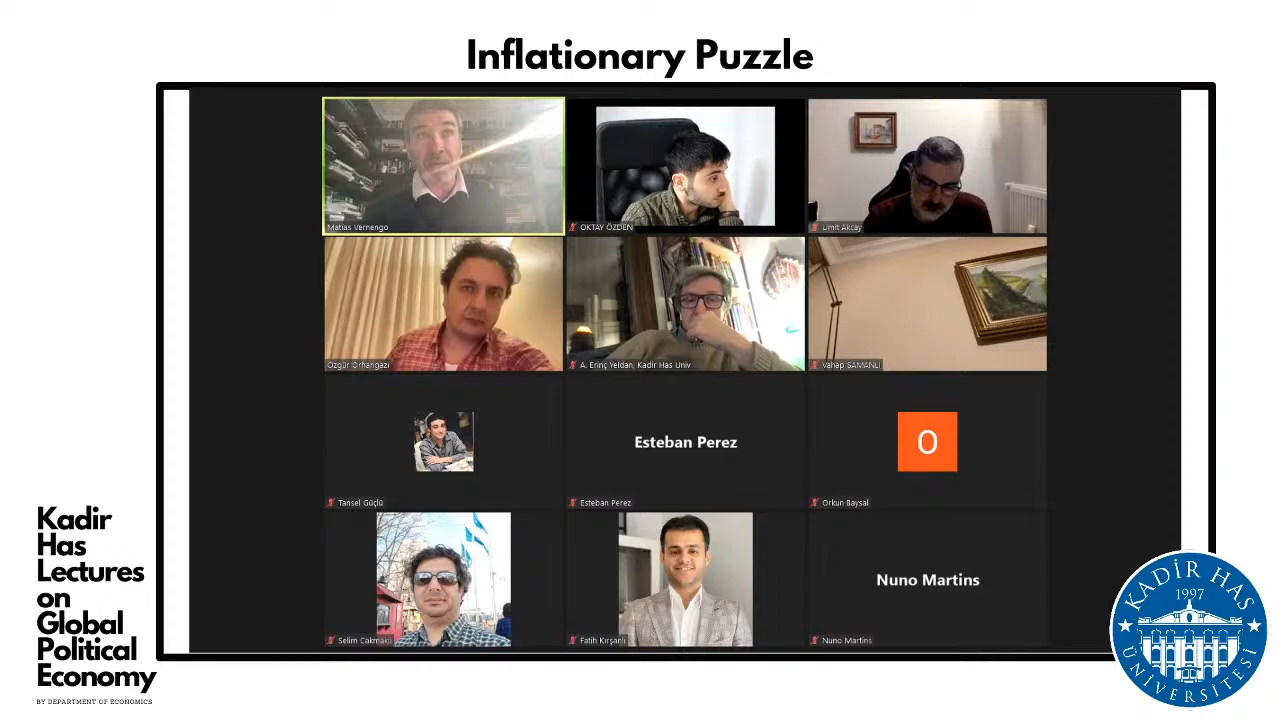 Inflationary Puzzle
Matias Vernengo
OKTAY ÖZDEN
Ümit Akcay
Özgür Orhangazi
A. Erinç Yeldan, Kadir Has Univ
Vahap SAMANLI
Tansel Güçlü
Esteban Perez
Esteban Perez
O
Orkun Baysal
Selim Cakmaklı
Fatih Kırşanlı
Nuno Martins
Nuno Martins
Kadir
Has
Lectures
on
Global
Political
Economy
BY DEPARTMENT OF ECONOMICS
KADİR HAS
1997
ÜNİVERSİTESİ